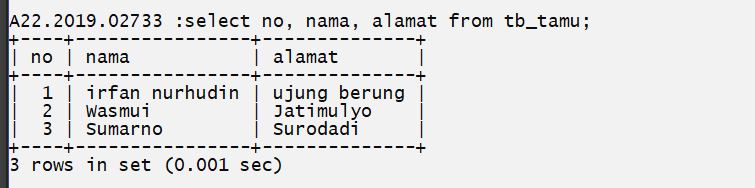 A22.2019.02733 :select no, nama, alamat from tb_tamu;
+----+----------------+--------------+
| no | nama           | alamat       |
+----+----------------+--------------+
|  1 | irfan nurhudin | ujung berung |
|  2 | Wasmui         | Jatimulyo    |
|  3 | Sumarno        | Surodadi     |
+----+----------------+--------------+
3 rows in set (0.001 sec)